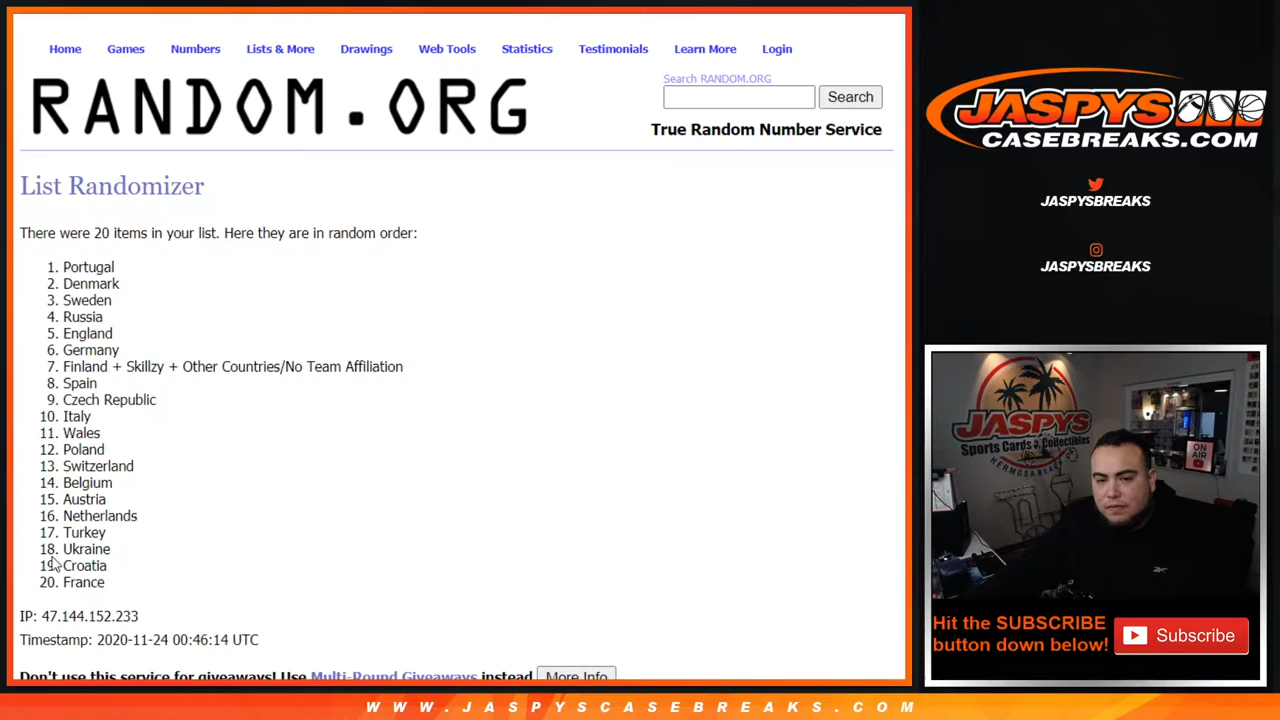 Home Games Numbers Lists & More Drawings Web Tools Statistics Testimonials Learn More Login
RANDOM.ORG
Search RANDOM.ORG
Search
True Random Number Service
List Randomizer
There were 20 items in your list. Here they are in random order:
1. Portugal
2. Denmark
3. Sweden
4. Russia
5. England
6. Germany
7. Finland + Skillzy + Other Countries/No Team Affiliation
8. Spain
9. Czech Republic
10. Italy
11. Wales
12. Poland
13. Switzerland
14. Belgium
15. Austria
16. Netherlands
17. Turkey
18. Ukraine
19. Croatia
20. France
IP: 47.144.152.233
Timestamp: 2020-11-24 00:46:14 UTC
Don't use this service for giveaways! Use Multi-Round Giveaways instead More Info
JASPYS
CASEBREAKS.COM
JASPYSBREAKS
JASPYSBREAKS
JASPYS
Sports Cards & Collectibles
HERMOSA BEACH
ON
AIR
Hit the SUBSCRIBE
button down below!
Subscribe
WWW.JASPYSCASEBREAKS.COM